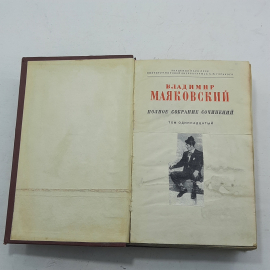 ВЛАДИМИР
МАЯКОВСКИЙ
ПОЛНОЕ СОБРАНИЕ СОЧИНЕНИЙ
ТОМ ОДИННАДЦАТЫЙ